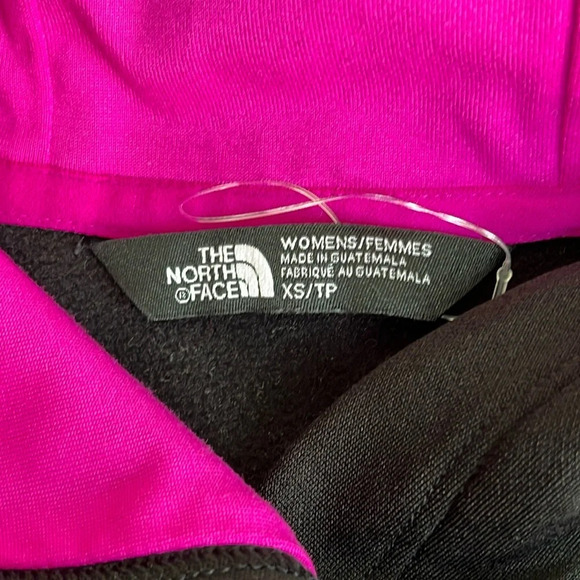 THE
NORTH
®FACE
WOMENS/FEMMES
MADE IN GUATEMALA
FABRIQUÉ AU GUATEMALA
XS/TP